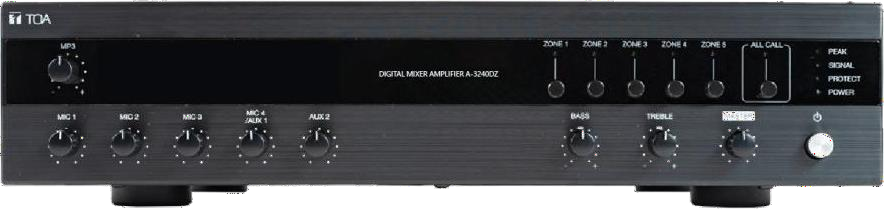 TOA
MP3
DIGITAL MIXER AMPLIFIER A-3240DZ
ZONE 1
ZONE 2
ZONE 3
ZONE 4
ZONE 5
ALL CALL
PEAK
SIGNAL
PROTECT
POWER
MIC 1
MIC 2
MIC 3
MIC 4
/AUX 1
AUX 2
BASS
TREBLE